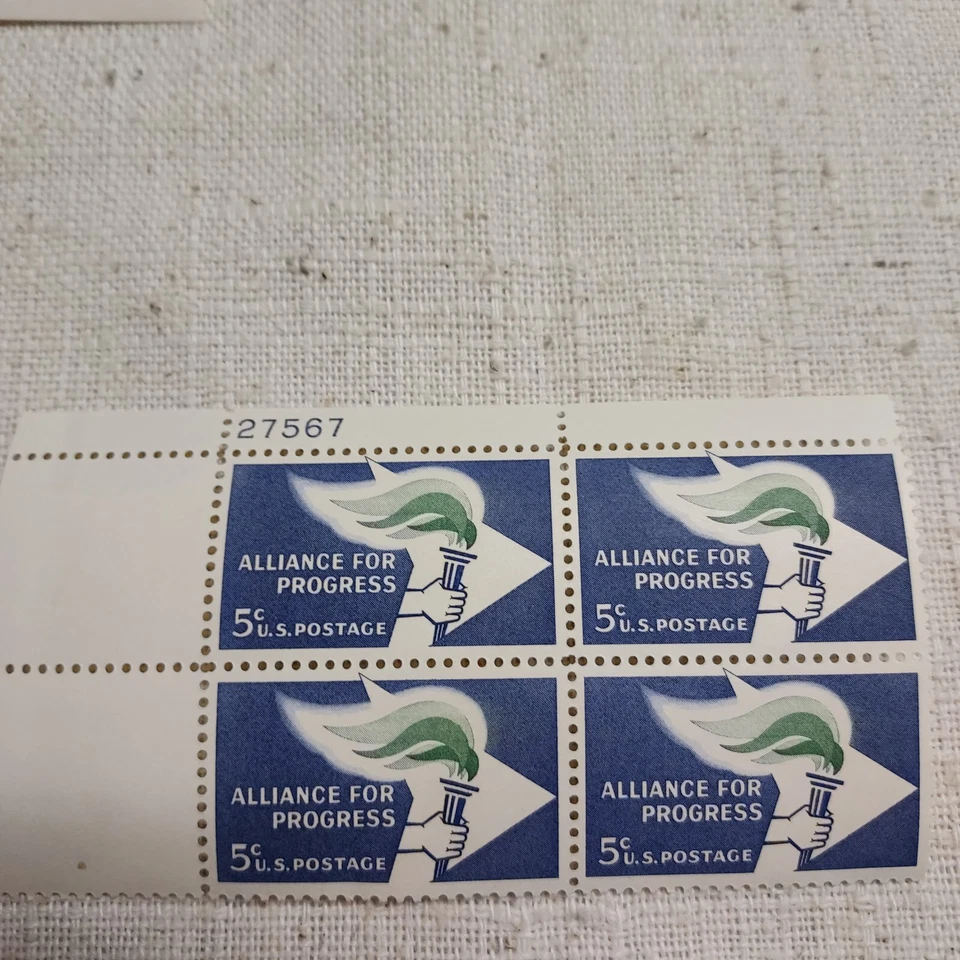 27567
ALLIANCE FOR
PROGRESS
5c
U.S. POSTAGE
ALLIANCE FOR
PROGRESS
5c
U.S. POSTAGE
ALLIANCE FOR
PROGRESS
5c
U.S. POSTAGE
ALLIANCE FOR
PROGRESS
5c
U.S. POSTAGE